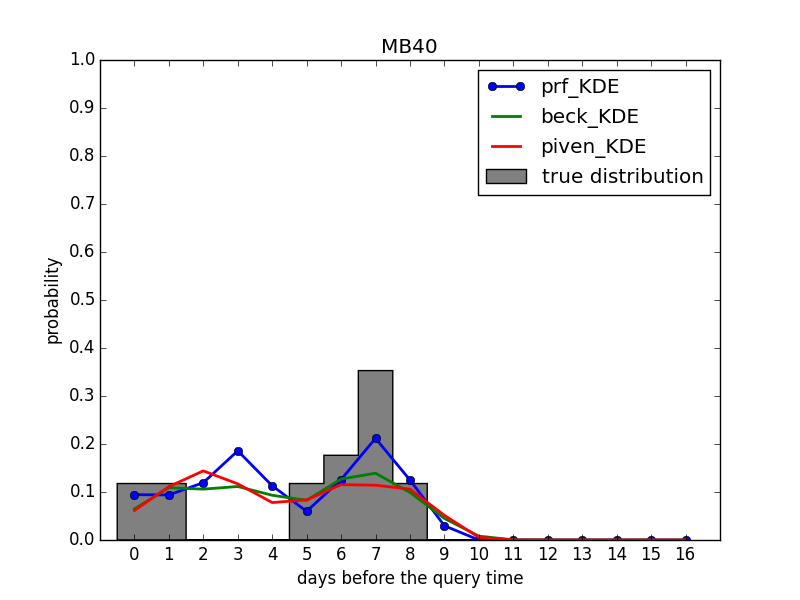 MB40
prf_KDE
beck_KDE
piven_KDE
true distribution
probability
1.0
0.9
0.8
0.7
0.6
0.5
0.4
0.3
0.2
0.1
0.0
0 1 2 3 4 5 6 7 8 9 10 11 12 13 14 15 16
days before the query time